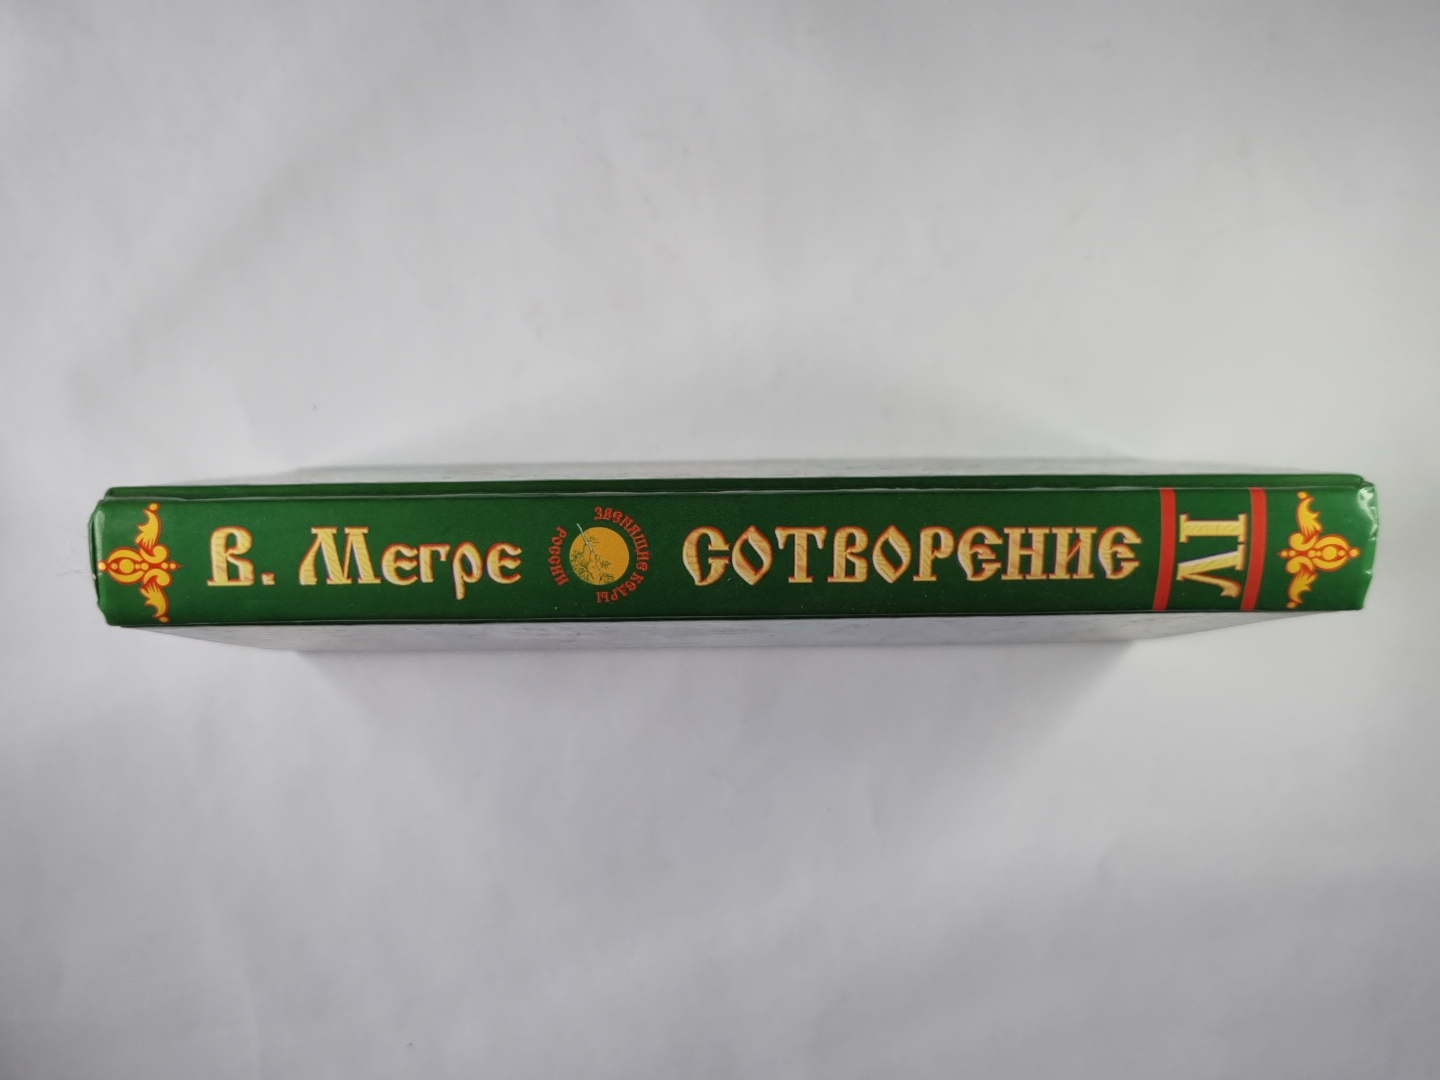 В. Мегре
ЗВЕНЯЩИЕ КЕДРЫ РОССИИ
СОТВОРЕНИЕ
IV